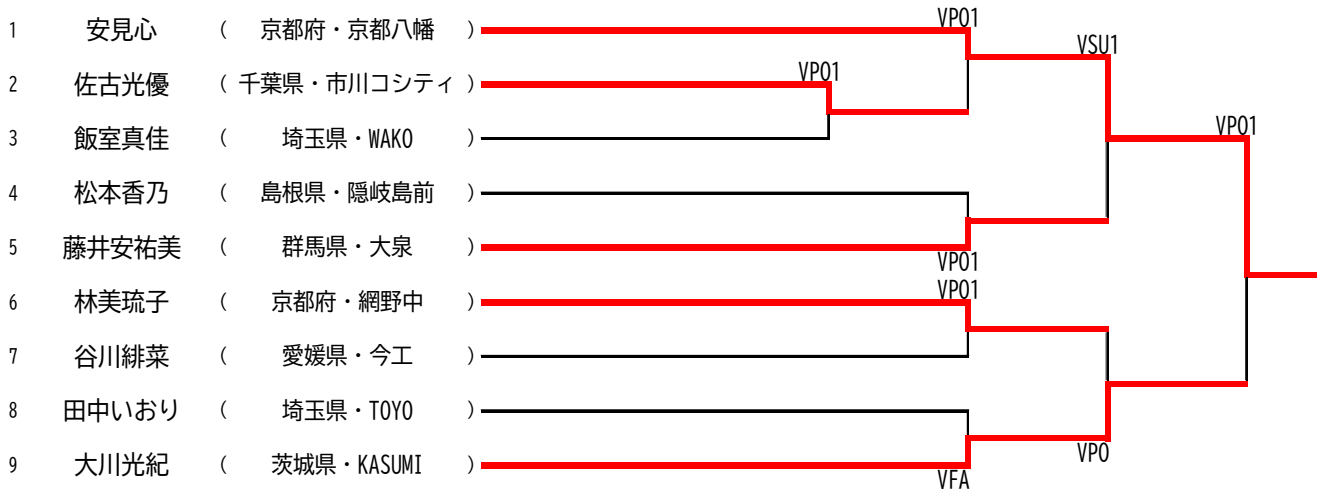 1 安見心 ( 京都府・京都八幡 ) VPO1
VSU1
2 佐古光優 ( 千葉県・市川コシティ ) VPO1
3 飯室真佳 ( 埼玉県・WAKO ) VPO1
4 松本香乃 ( 島根県・隠岐島前 )
5 藤井安祐美 ( 群馬県・大泉 ) VPO1
6 林美琉子 ( 京都府・網野中 ) VPO1
7 谷川緋菜 ( 愛媛県・今工 )
8 田中いおり ( 埼玉県・TOYO )
VPO
9 大川光紀 ( 茨城県・KASUMI ) VFA